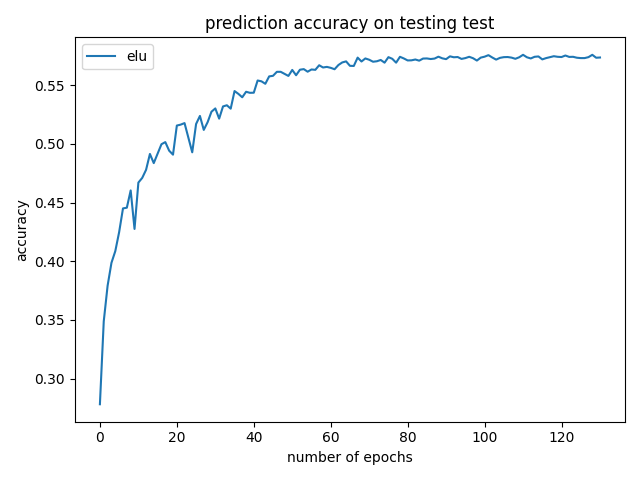 prediction accuracy on testing test
elu
accuracy
0.55
0.50
0.45
0.40
0.35
0.30
0 20 40 60 80 100 120
number of epochs